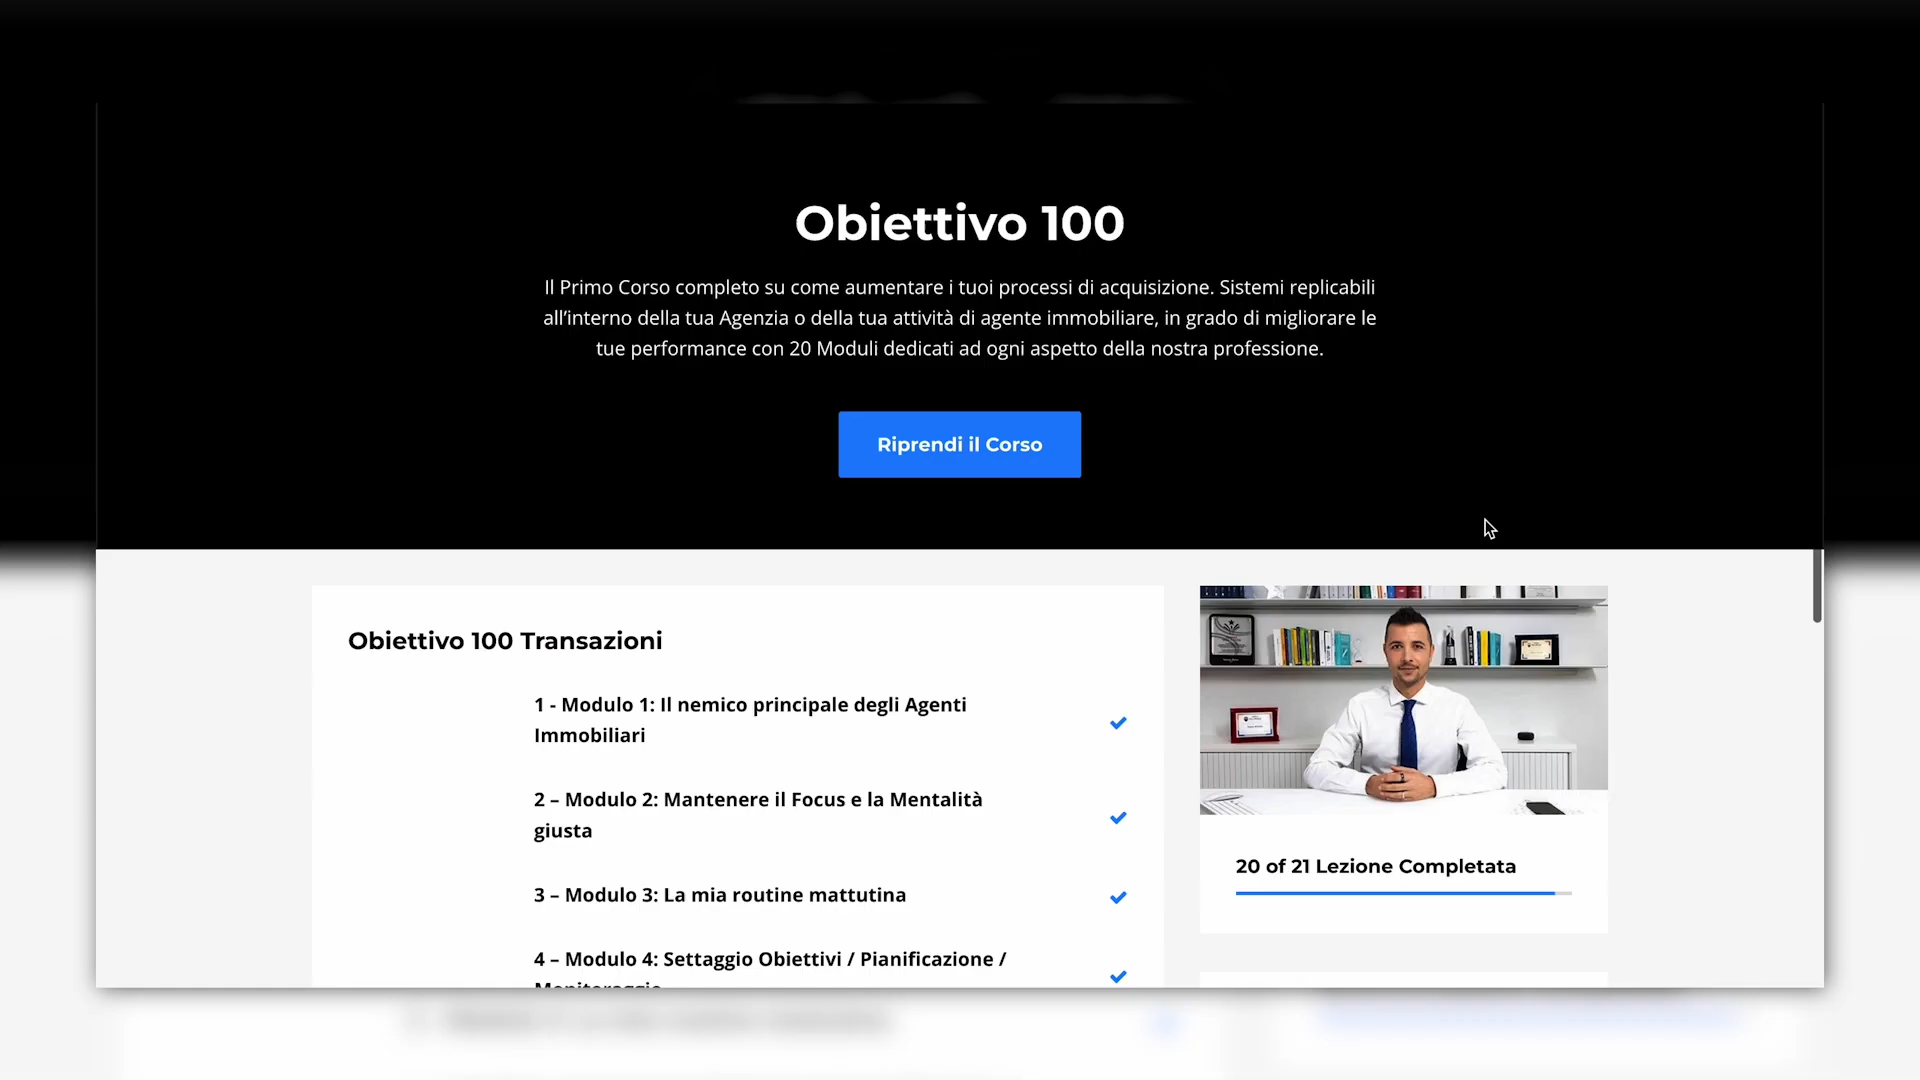 Obiettivo 100
Il Primo Corso completo su come aumentare i tuoi processi di acquisizione. Sistemi replicabili
all’interno della tua Agenzia o della tua attività di agente immobiliare, in grado di migliorare le
tue performance con 20 Moduli dedicati ad ogni aspetto della nostra professione.
Riprendi il Corso
Obiettivo 100 Transazioni
1 - Modulo 1: Il nemico principale degli Agenti
Immobiliari
2 – Modulo 2: Mantenere il Focus e la Mentalità
giusta
3 – Modulo 3: La mia routine mattutina
4 – Modulo 4: Settaggio Obiettivi / Pianificazione /
20 of 21 Lezione Completata